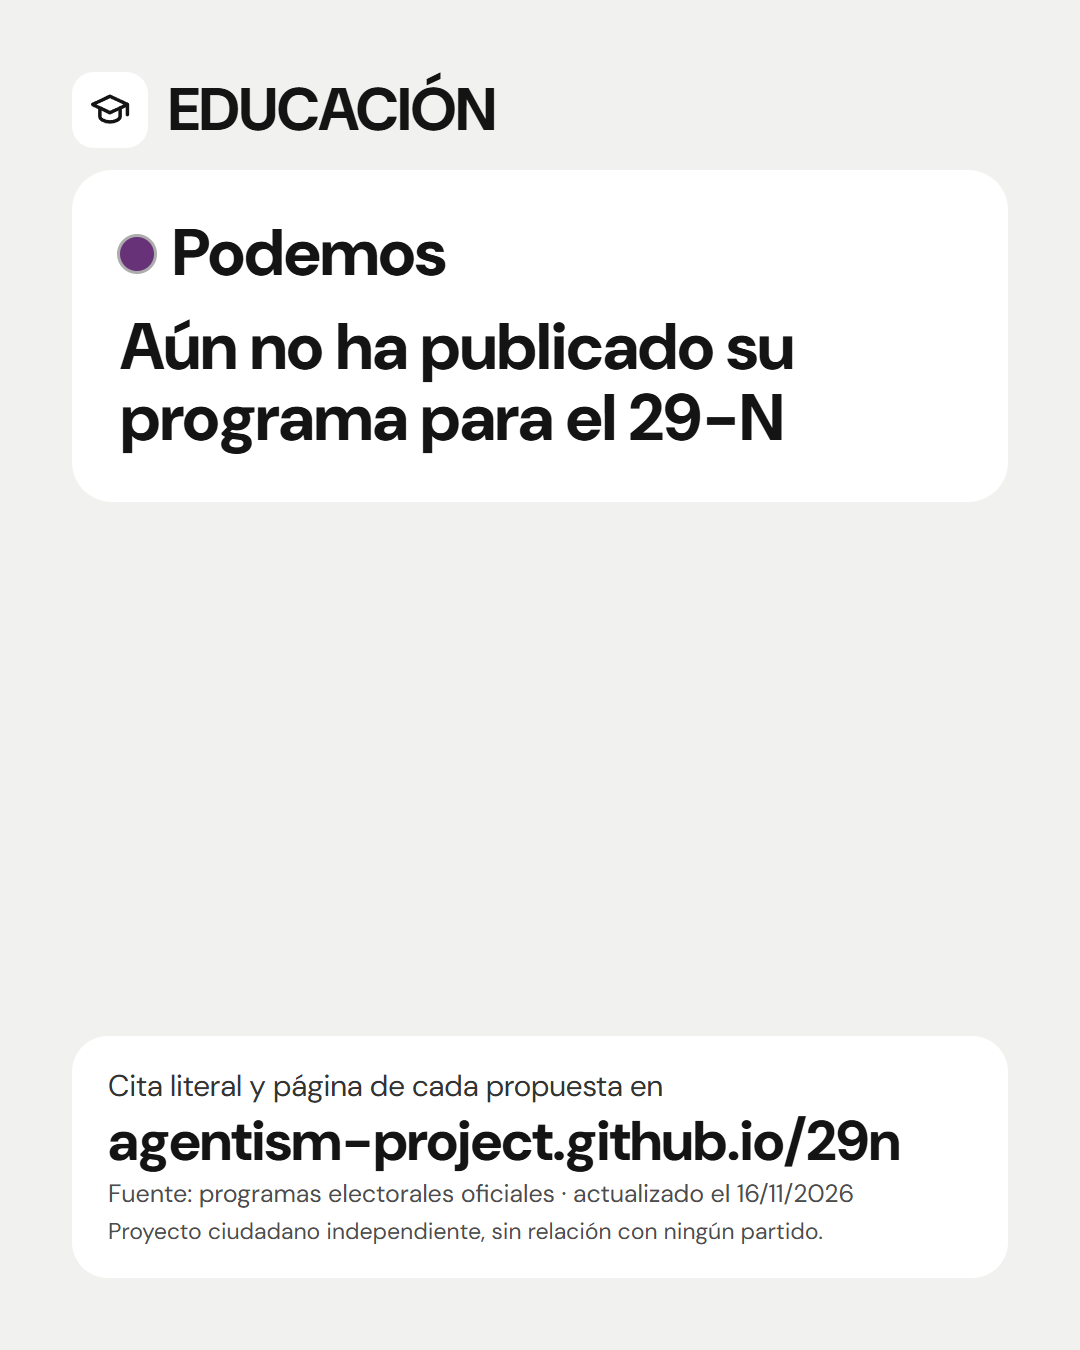 EDUCACIÓN
Podemos
Aún no ha publicado su
programa para el 29-N
Cita literal y página de cada propuesta en
agentism-project.github.io/29n
Fuente: programas electorales oficiales · actualizado el 16/11/2026
Proyecto ciudadano independiente, sin relación con ningún partido.